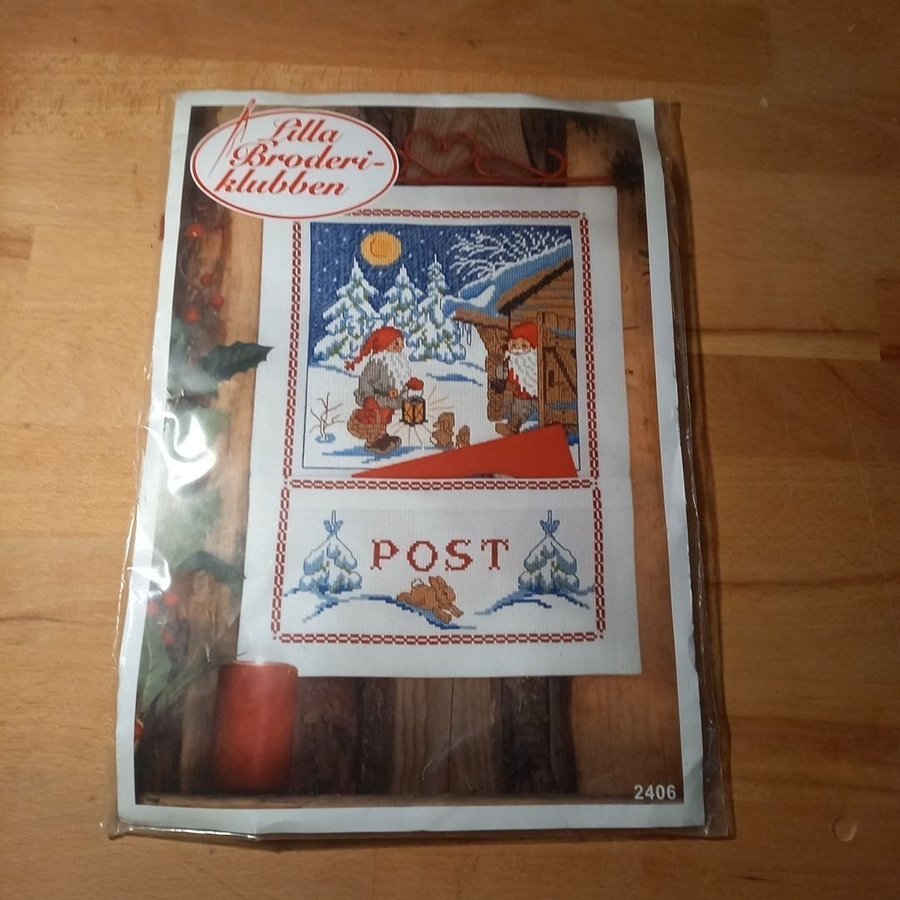 Lilla
Broderi-
klubben
POST
2406